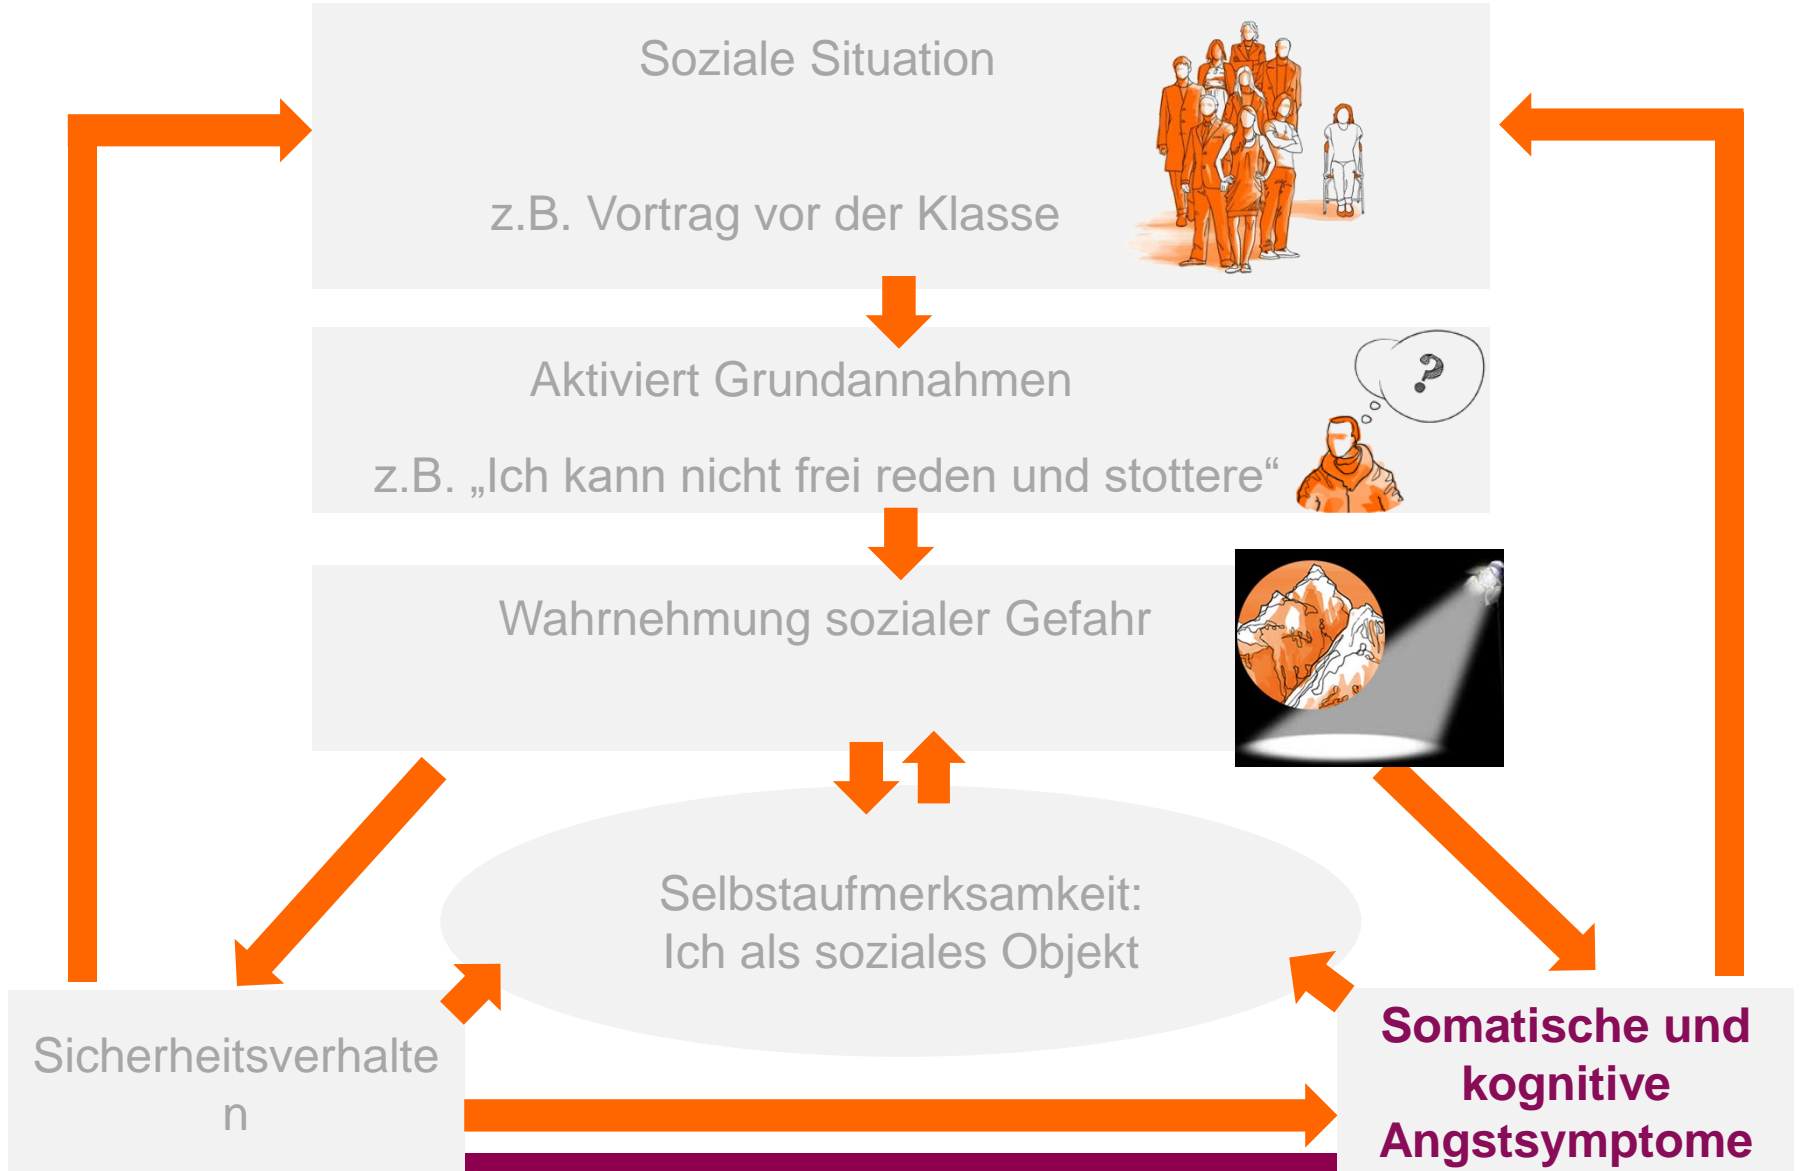 Soziale Situation
z.B. Vortrag vor der Klasse
Aktiviert Grundannahmen
?
z.B. „Ich kann nicht frei reden und stottere“
Wahrnehmung sozialer Gefahr
Selbstaufmerksamkeit:
Ich als soziales Objekt
Sicherheitsverhalte
n
Somatische und
kognitive
Angstsymptome